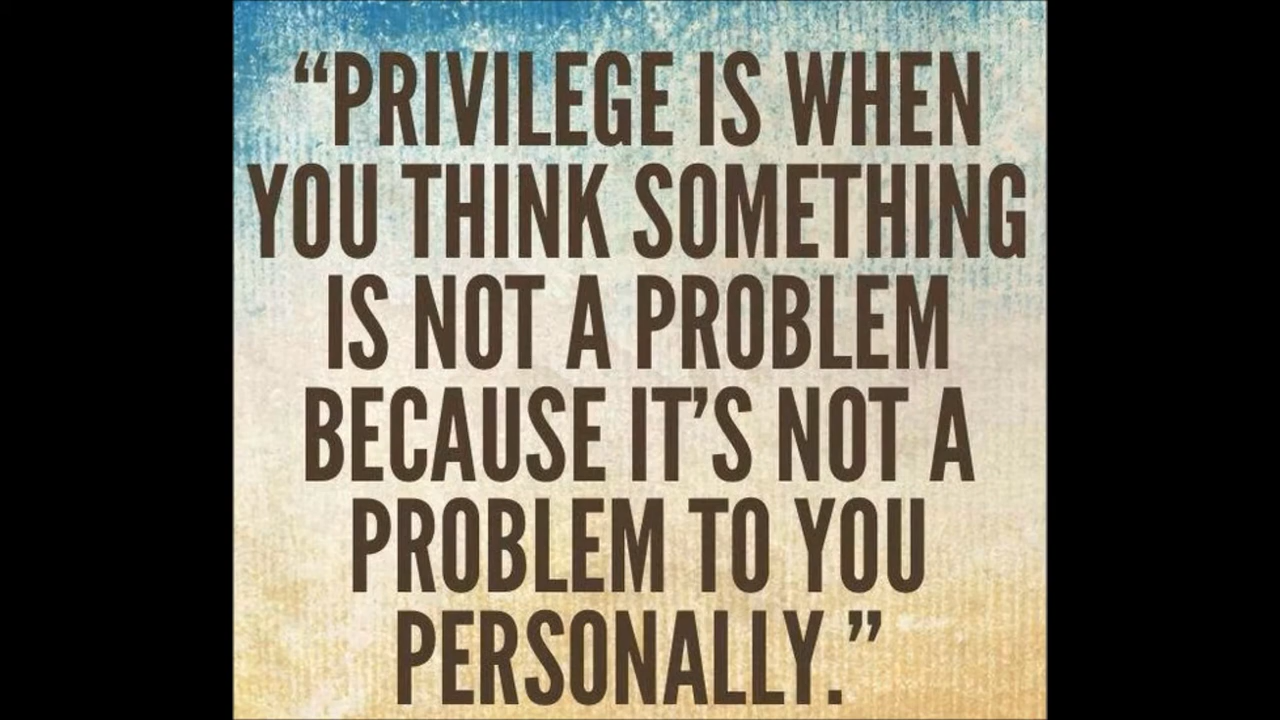 “PRIVILEGE IS WHEN
YOU THINK SOMETHING
IS NOT A PROBLEM
BECAUSE IT’S NOT A
PROBLEM TO YOU
PERSONALLY.”